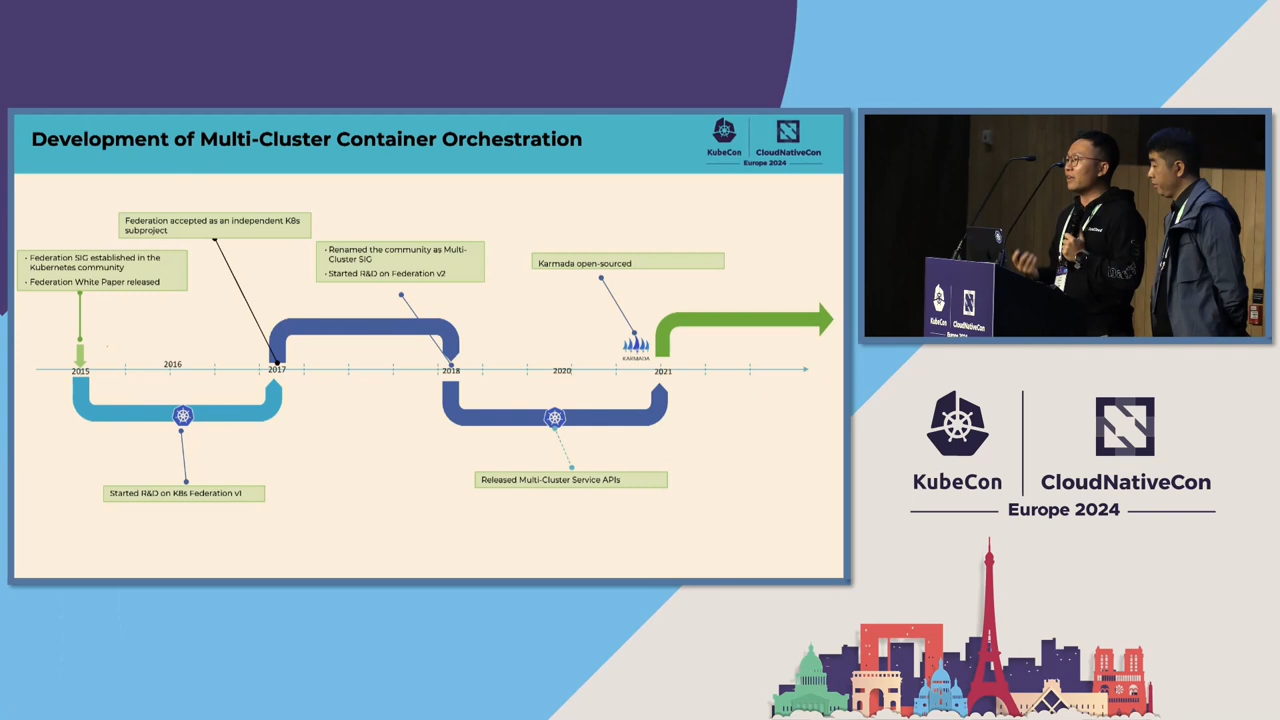 Development of Multi-Cluster Container Orchestration
KubeCon
CloudNativeCon
Europe 2024
Federation accepted as an independent K8s
subproject
• Federation SIG established in the
Kubernetes community
• Federation White Paper released
• Renamed the community as Multi-
Cluster SIG
• Started R&D on Federation v2
Karmada open-sourced
KARMADA
2015
2016
2017
2018
2020
2021
Started R&D on K8s Federation v1
Released Multi-Cluster Service APIs
KubeCon
CloudNativeCon
KubeCon
CloudNativeCon
Europe 2024